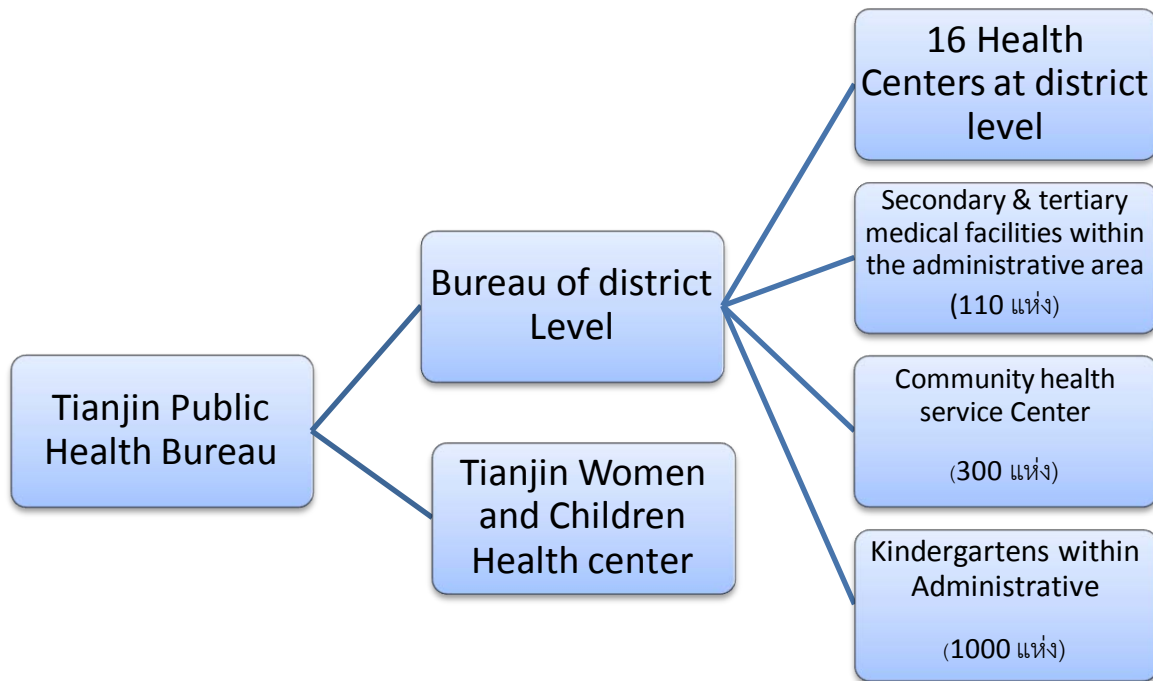 Tianjin Public
Health Bureau
Bureau of district
Level
Tianjin Women
and Children
Health center
16 Health
Centers at district
level
Secondary & tertiary
medical facilities within
the administrative area
(110 แห่ง)
Community health
service Center
(300 แห่ง)
Kindergartens within
Administrative
(1000 แห่ง)